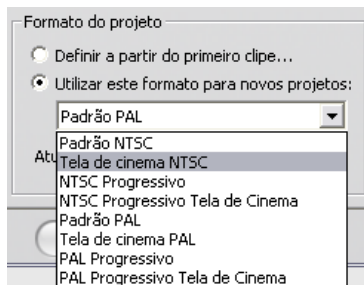 Formato do projeto
Definir a partir do primeiro clipe...
Utilizar este formato para novos projetos:
Padrão PAL
Atu
Padrão NTSC
Tela de cinema NTSC
NTSC Progressivo
NTSC Progressivo Tela de Cinema
Padrão PAL
Tela de cinema PAL
PAL Progressivo
PAL Progressivo Tela de Cinema